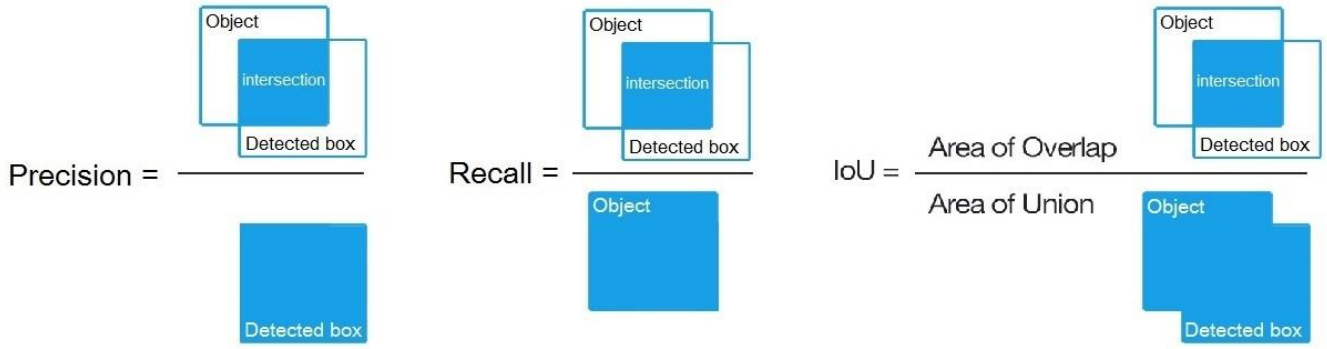 Precision =
Object
intersection
Detected box
Detected box
Recall =
Object
intersection
Detected box
Object
IoU =
Area of Overlap
Object
intersection
Detected box
Area of Union
Object
Detected box